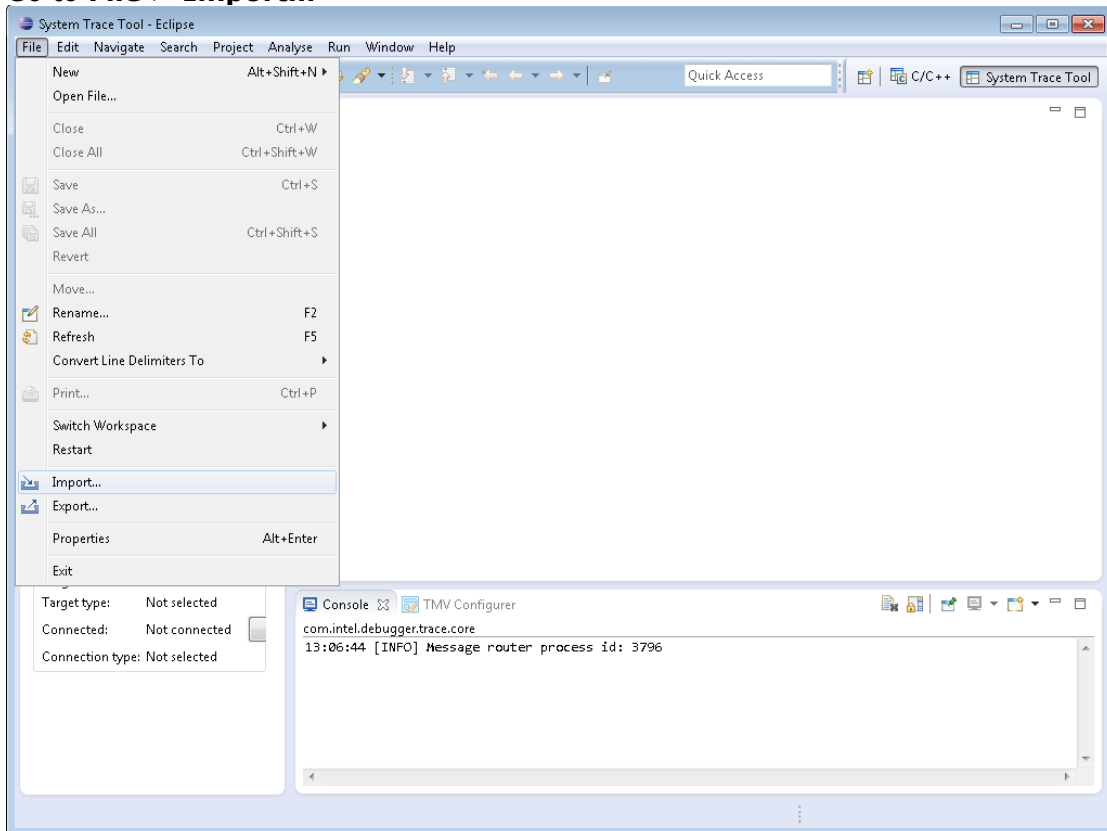 System Trace Tool - Eclipse
File Edit Navigate Search Project Analyse Run Window Help
New Alt+Shift+N
Quick Access
C/C++
System Trace Tool
Open File...
Close Ctrl+W
Close All Ctrl+Shift+W
Save Ctrl+S
Save As...
Save All Ctrl+Shift+S
Revert
Move...
Rename... F2
Refresh F5
Convert Line Delimiters To
Print... Ctrl+P
Switch Workspace
Restart
Import...
Export...
Properties Alt+Enter
Exit
Target type: Not selected
Connected: Not connected
Connection type: Not selected
Console TMV Configurer
com.intel.debugger.trace.core
13:06:44 [INFO] Message router process id: 3796